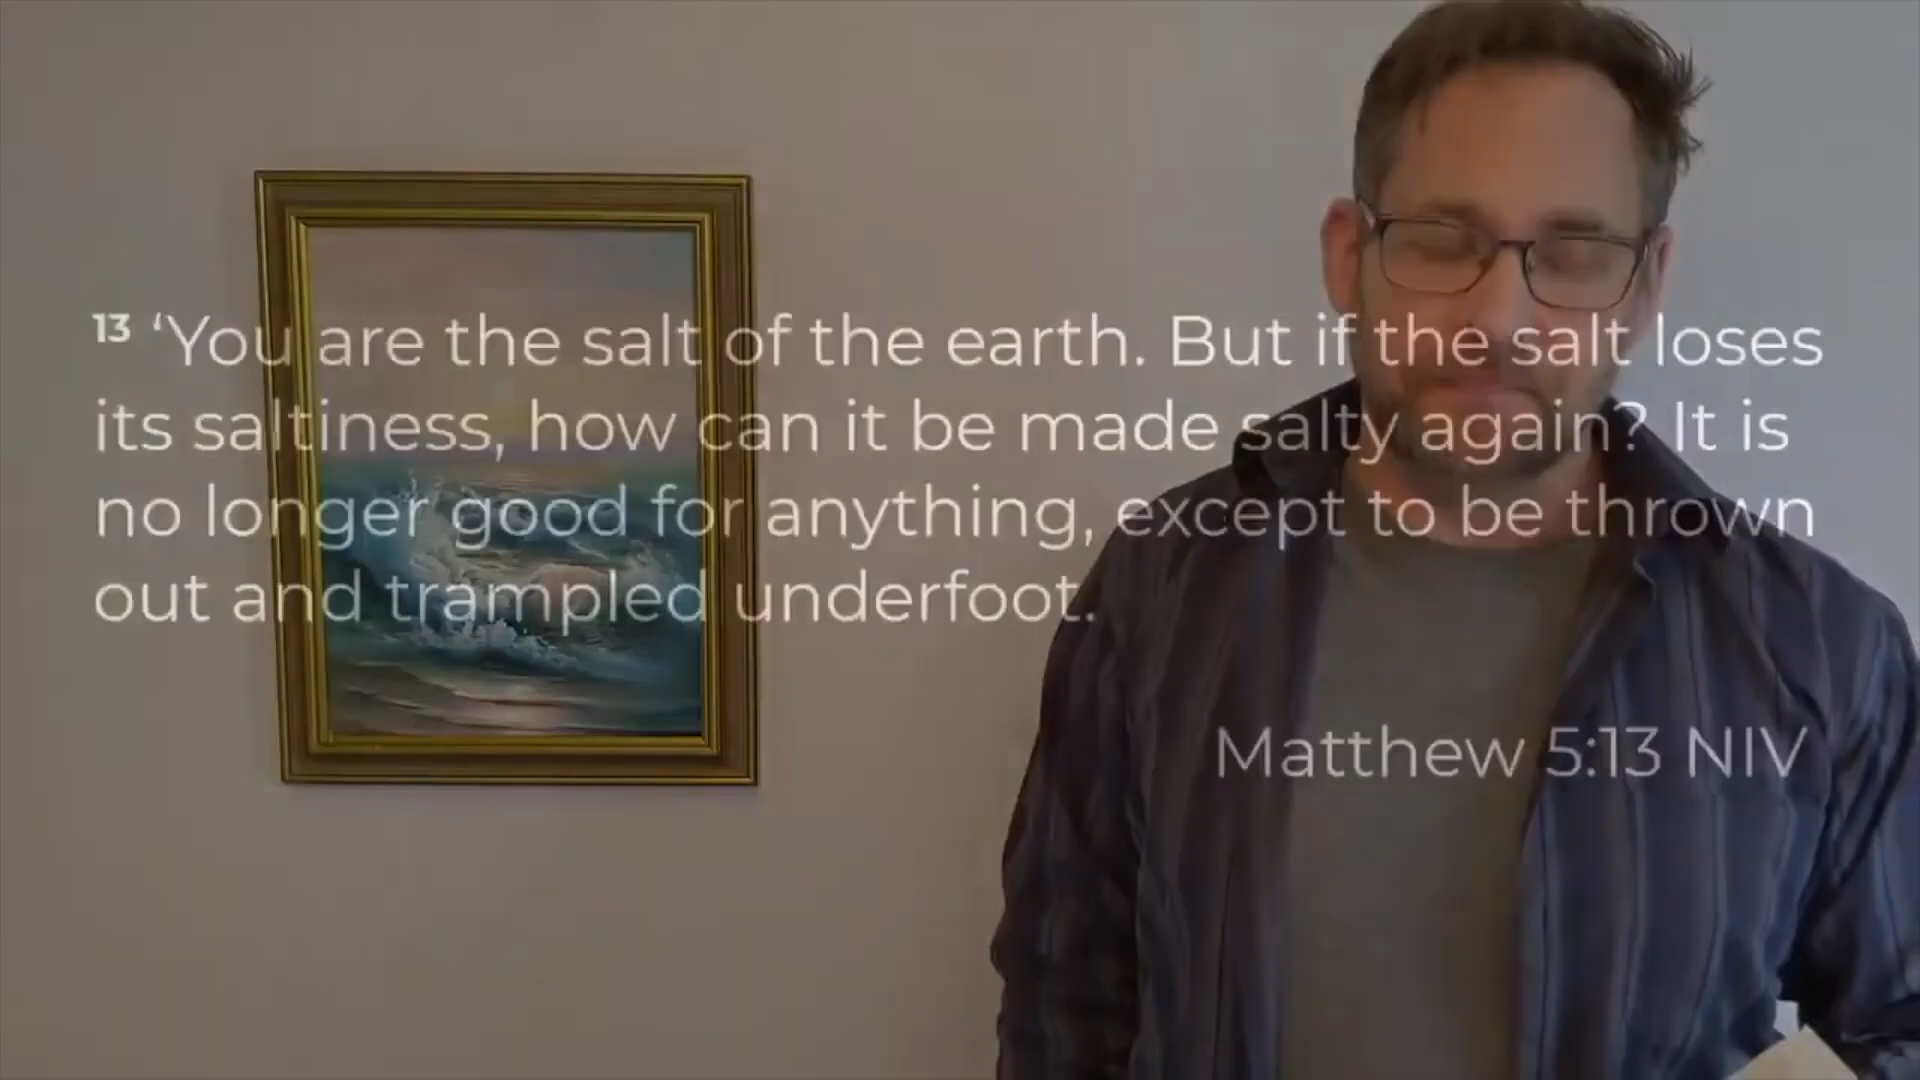 13 ‘You are the salt of the earth. But if the salt loses
its saltiness, how can it be made salty again? It is
no longer good for anything, except to be thrown
out and trampled underfoot.
Matthew 5:13 NIV